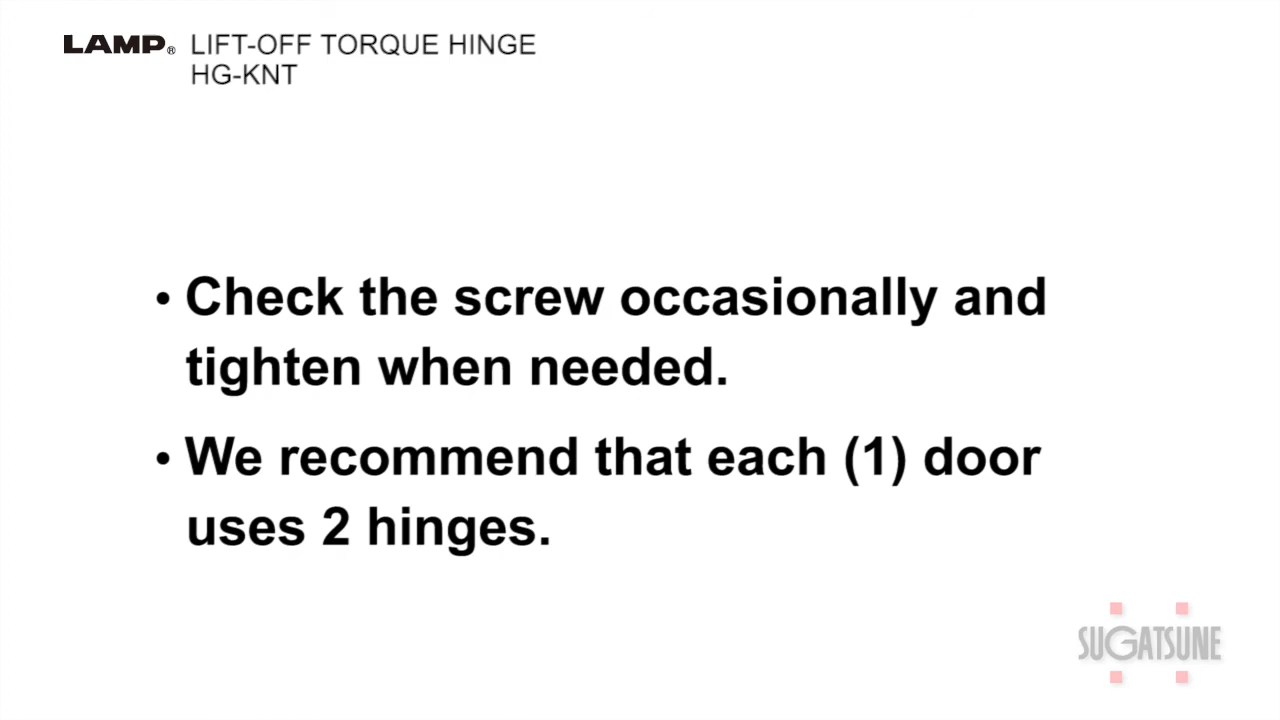 LAMP® LIFT-OFF TORQUE HINGE
HG-KNT
• Check the screw occasionally and
tighten when needed.
• We recommend that each (1) door
uses 2 hinges.
SUGATSUNE